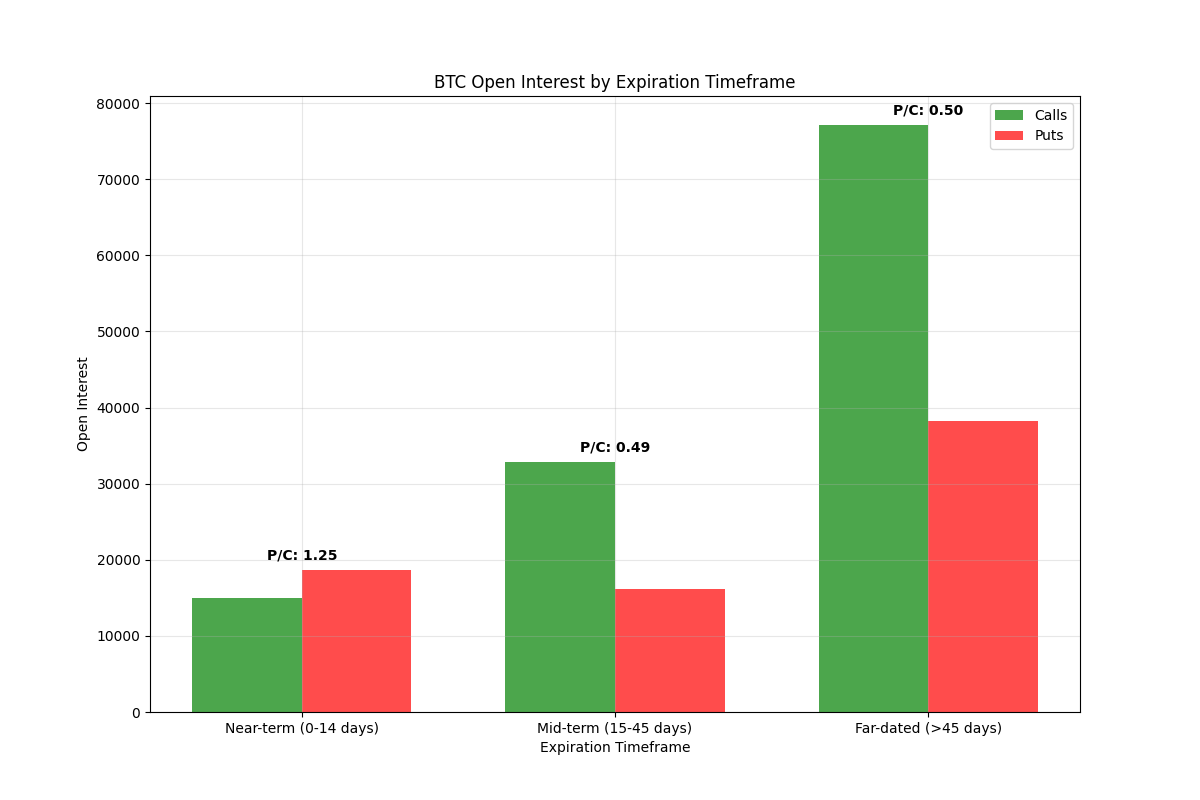 BTC Open Interest by Expiration Timeframe
80000
70000
60000
50000
40000
30000
20000
10000
0
Open Interest
P/C: 1.25
P/C: 0.49
P/C: 0.50
Calls
Puts
Near-term (0-14 days)
Mid-term (15-45 days)
Far-dated (>45 days)
Expiration Timeframe